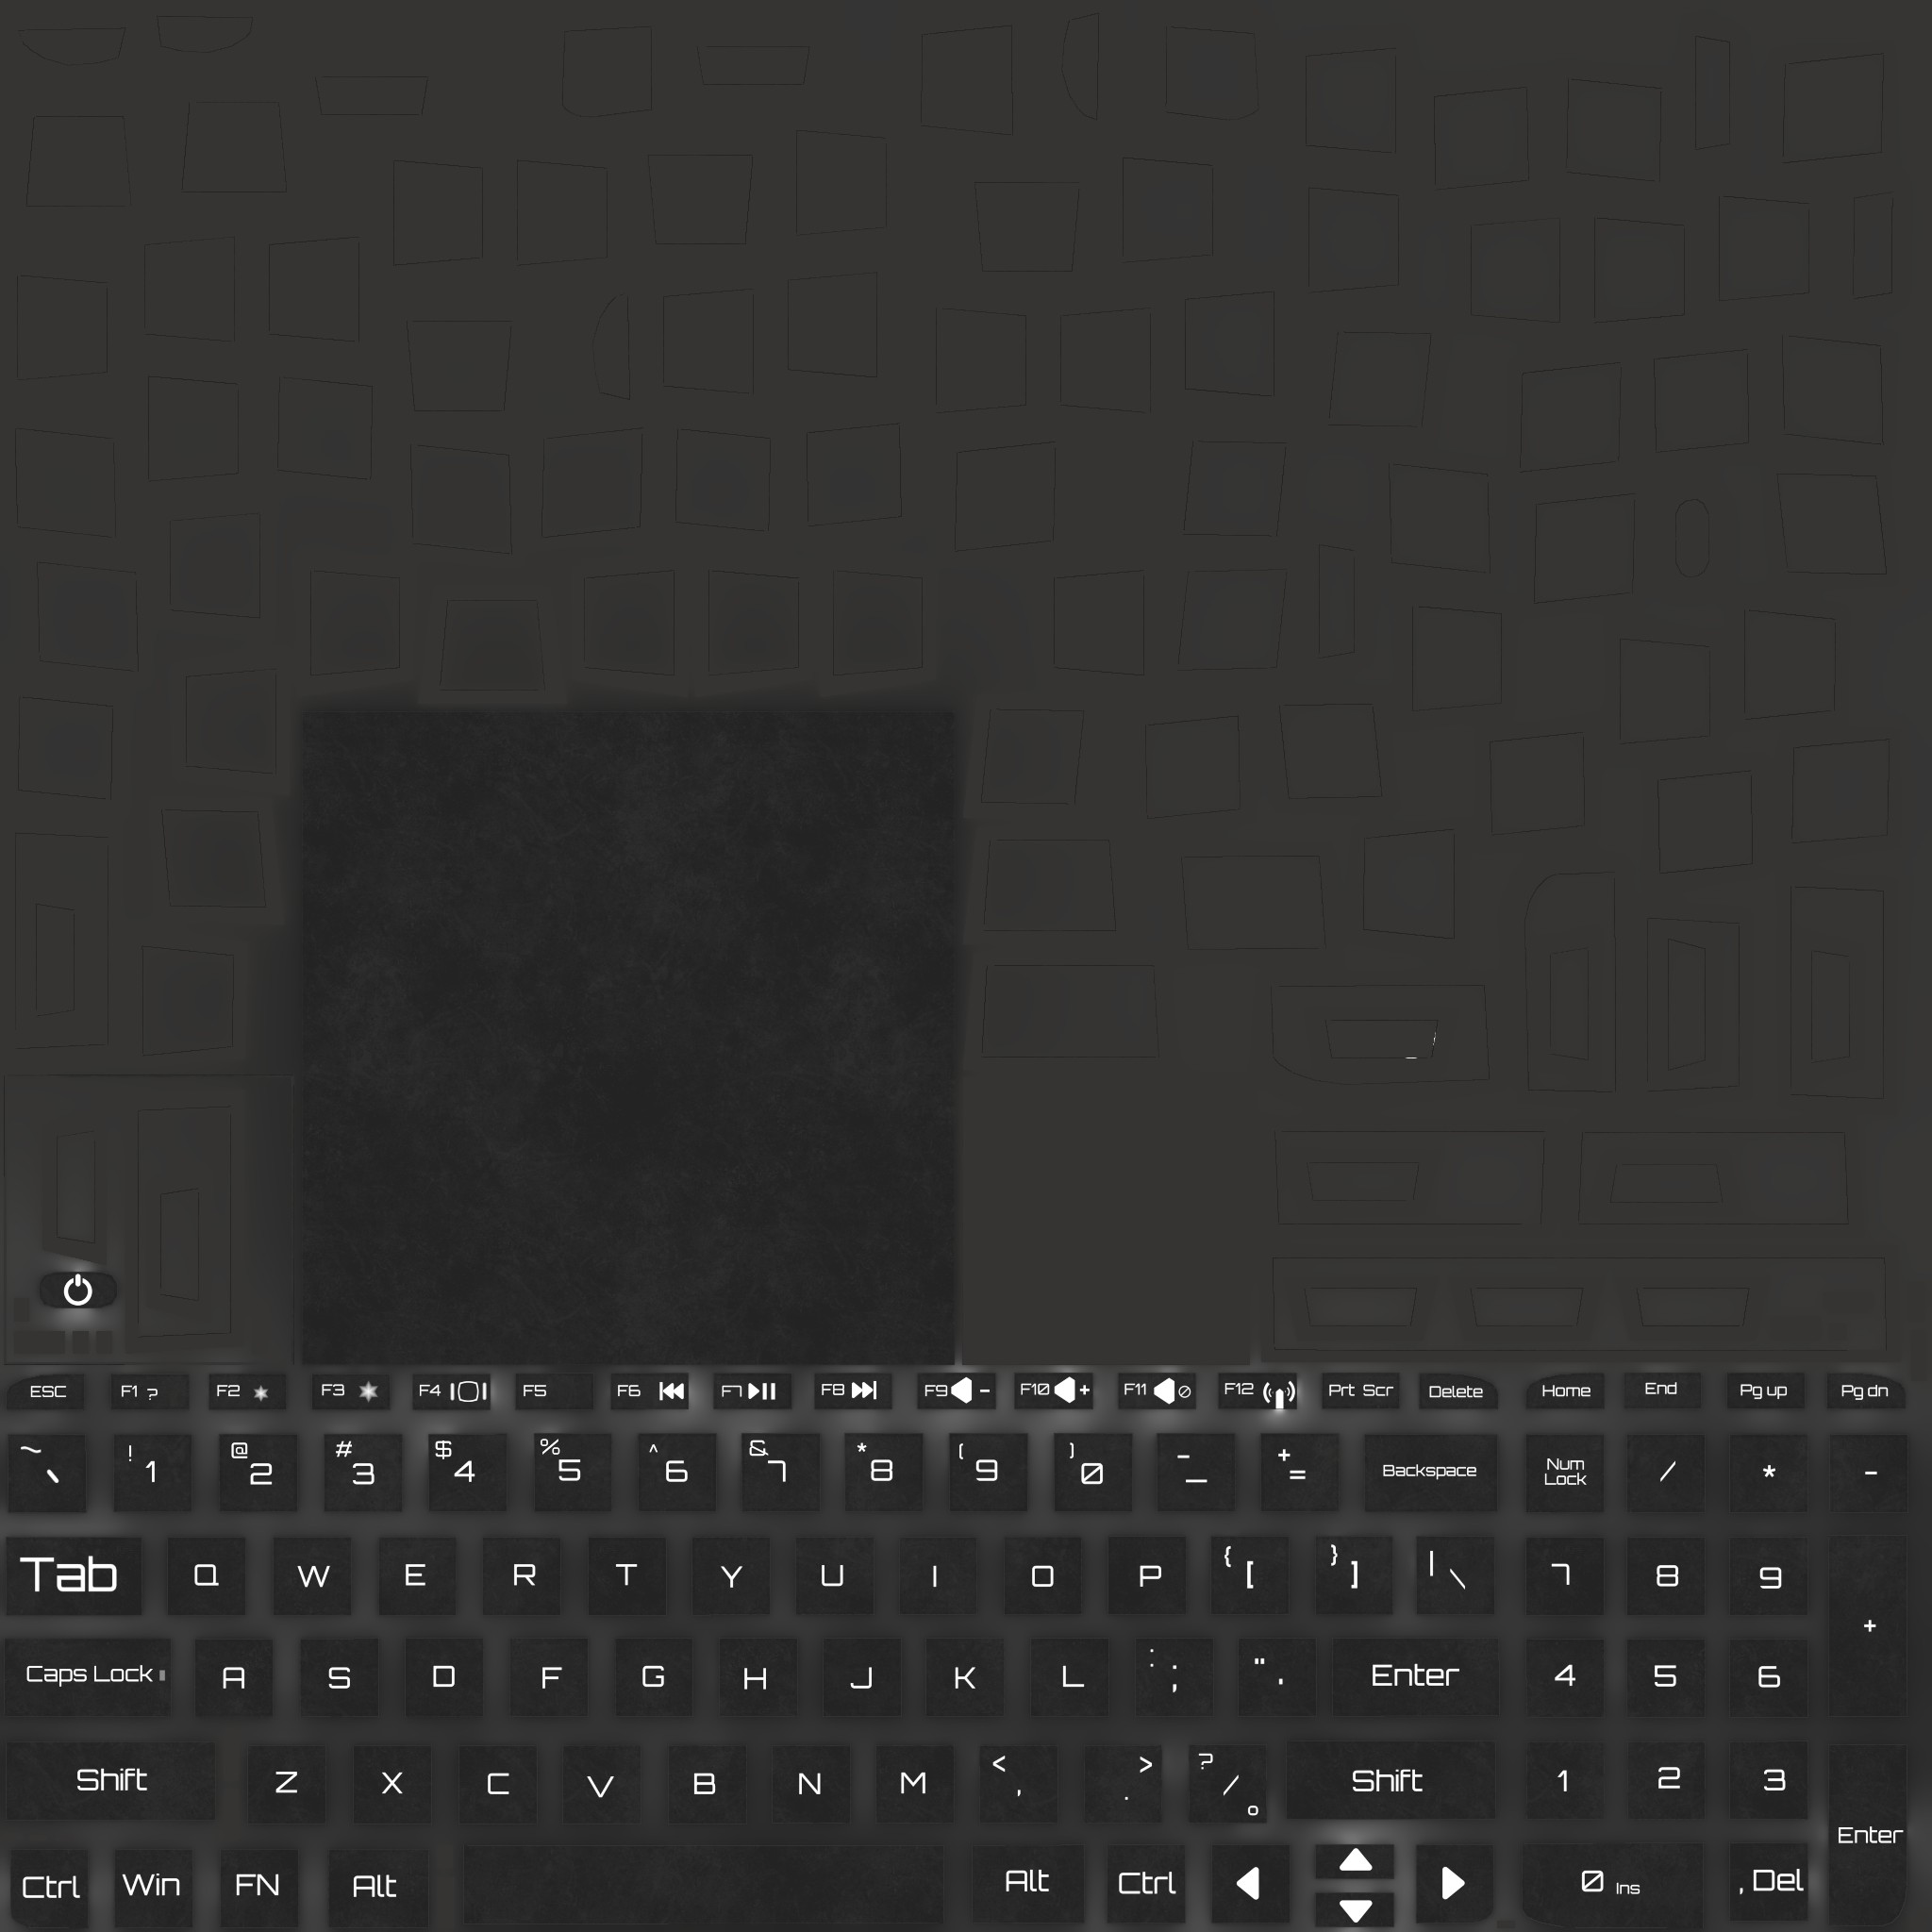 ESC F1 ? F2 F3 F4 F5 F6 F7 F8 F9 - F10 + F11 F12 Prt Scr Delete Home End Pg up Pg dn
~ ` ! 1 @ 2 # 3 $ 4 % 5 ^ 6 & 7 * 8 ( 9 ) 0 - _ + = Backspace Num Lock / * -
Tab Q W E R T Y U I O P { [ } ] | \ 7 8 9 +
Caps Lock A S D F G H J K L : ; " . Enter 4 5 6
Shift Z X C V B N M < , > . ? / Shift 1 2 3 Enter
Ctrl Win FN Alt Alt Ctrl 0 Ins , Del